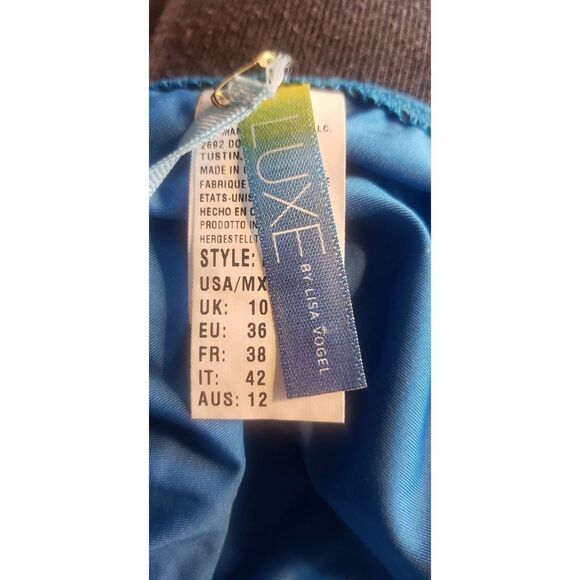 LLC.
2692 DO
TUSTIN,
MADE IN
FABRIQUE
ETATS-UNIS
HECHO EN
PRODOTTO
HERGESTELLT
STYLE:
USA/MX
UK: 10
EU: 36
FR: 38
IT: 42
AUS: 12
LUXE
BY LISA VOGEL